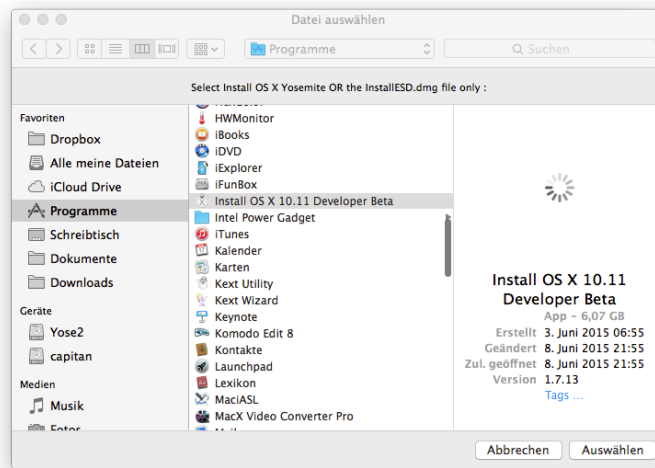 Datei auswählen
Programme
Suchen
Select Install OS X Yosemite OR the InstallESD.dmg file only :
Favoriten
Dropbox
Alle meine Dateien
iCloud Drive
Programme
Schreibtisch
Dokumente
Downloads
Geräte
Yose2
capitan
Medien
Musik
Fotos
HWMonitor
iBooks
iDVD
iExplorer
iFunBox
Install OS X 10.11 Developer Beta
Intel Power Gadget
iTunes
Kalender
Karten
Kext Utility
Kext Wizard
Keynote
Komodo Edit 8
Kontakte
Launchpad
Lexikon
MaciASL
MacX Video Converter Pro
Install OS X 10.11
Developer Beta
App – 6,07 GB
Erstellt 3. Juni 2015 06:55
Geändert 8. Juni 2015 21:55
Zul. geöffnet 8. Juni 2015 21:55
Version 1.7.13
Tags ...
Abbrechen
Auswählen